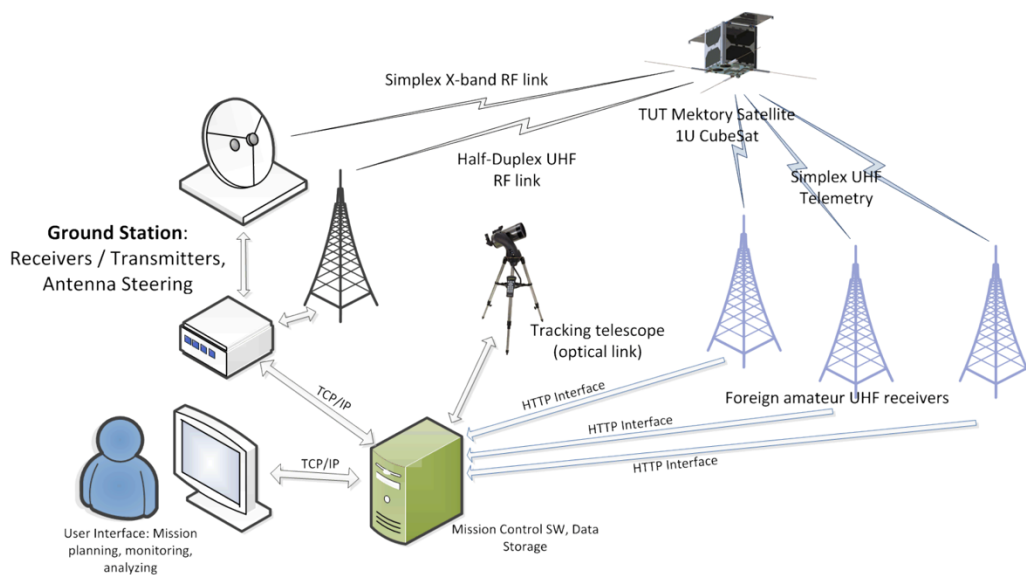 Simplex X-band RF link
TUT Mektory Satellite
1U CubeSat
Half-Duplex UHF
RF link
Simplex UHF
Telemetry
Ground Station:
Receivers / Transmitters,
Antenna Steering
Tracking telescope
(optical link)
TCP/IP
HTTP Interface
Foreign amateur UHF receivers
HTTP Interface
HTTP Interface
TCP/IP
User Interface: Mission
planning, monitoring,
analyzing
Mission Control SW, Data
Storage